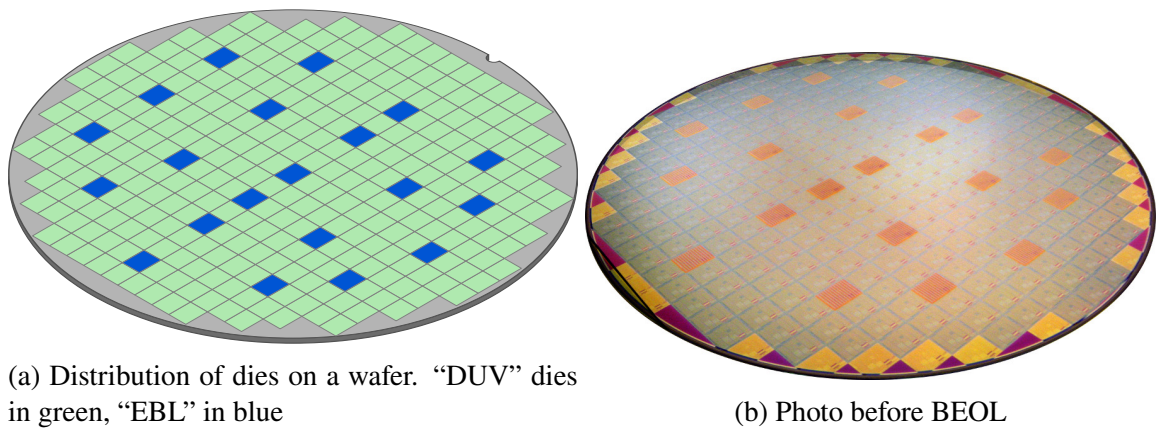 (a) Distribution of dies on a wafer. “DUV” dies
in green, “EBL” in blue
(b) Photo before BEOL